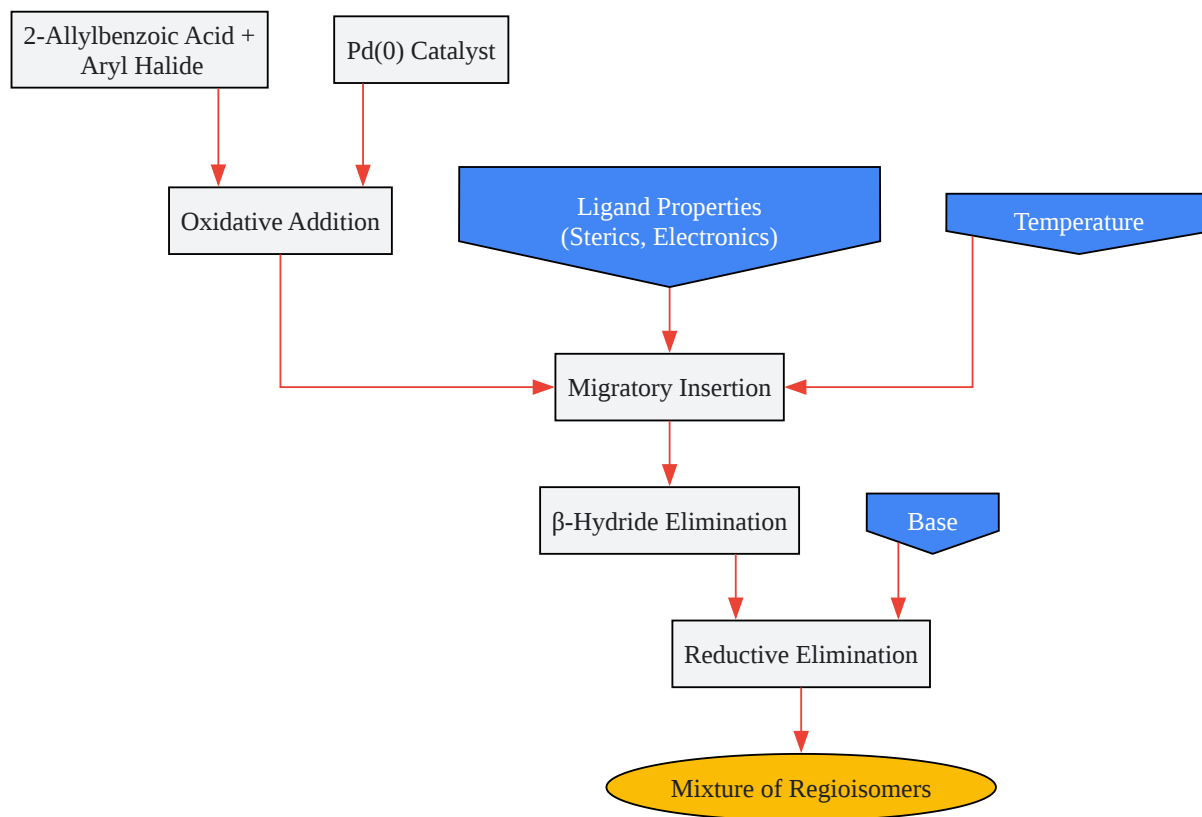 2-Allylbenzoic Acid +
Aryl Halide
Pd(0) Catalyst
Oxidative Addition
Ligand Properties
(Sterics, Electronics)
Temperature
Migratory Insertion
β-Hydride Elimination
Base
Reductive Elimination
Mixture of Regioisomers